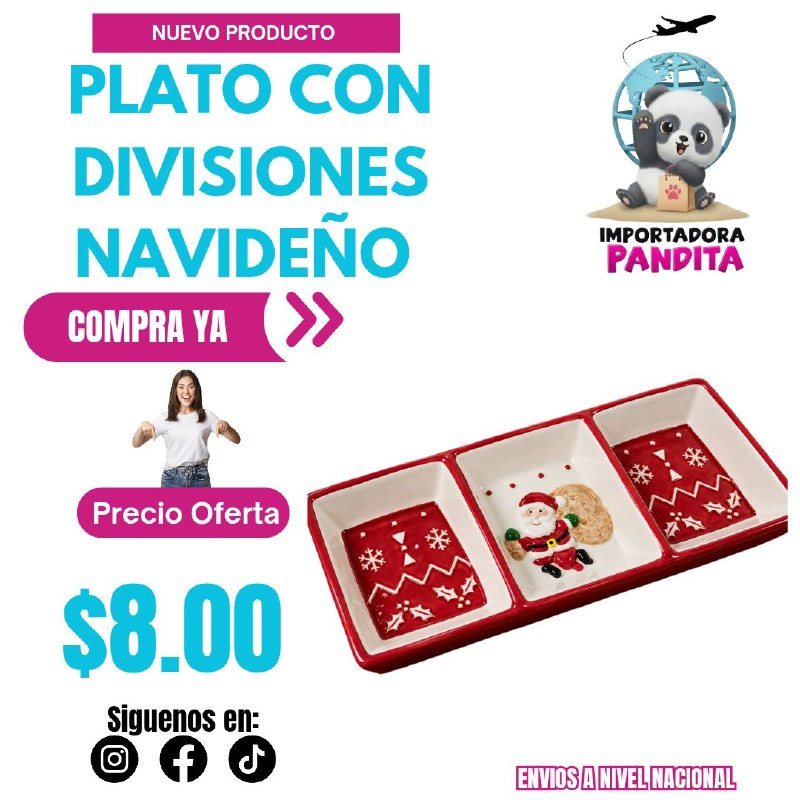 NUEVO PRODUCTO
PLATO CON
DIVISIONES
NAVIDEÑO
IMPORTADORA
PANDITA
COMPRA YA
Precio Oferta
$8.00
Siguenos en:
ENVIOS A NIVEL NACIONAL